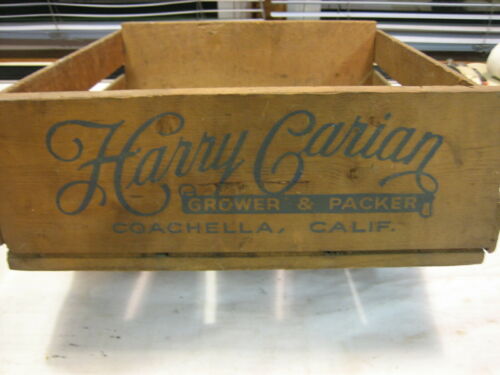 Harry Carian
GROWER & PACKER
COACHELLA, CALIF.